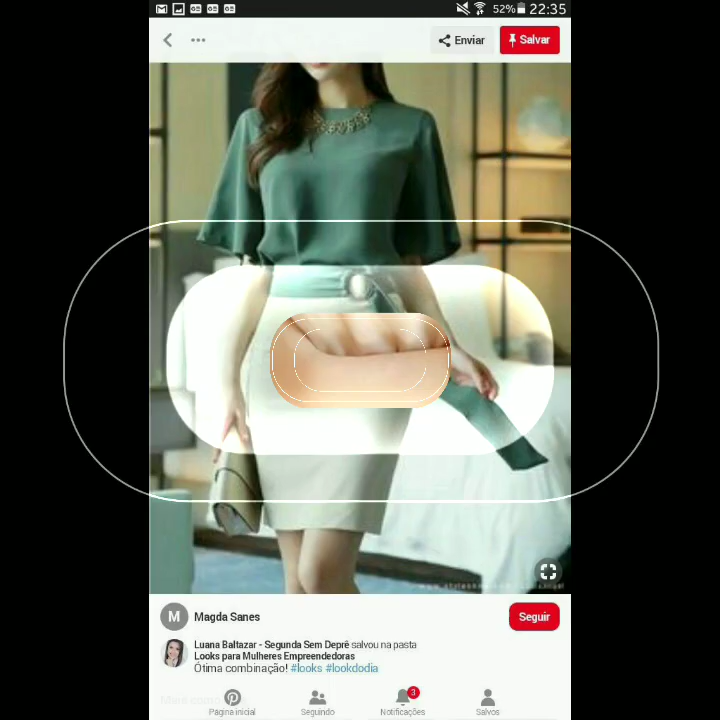 52% 22:35
Enviar
Salvar
M Magda Sanes
Seguir
Luana Baltazar - Segunda Sem Deprê salvou na pasta
Looks para Mulheres Empreendedoras
Ótima combinação! #looks #lookdodia
3
Página inicial Seguindo Notificações Salvos